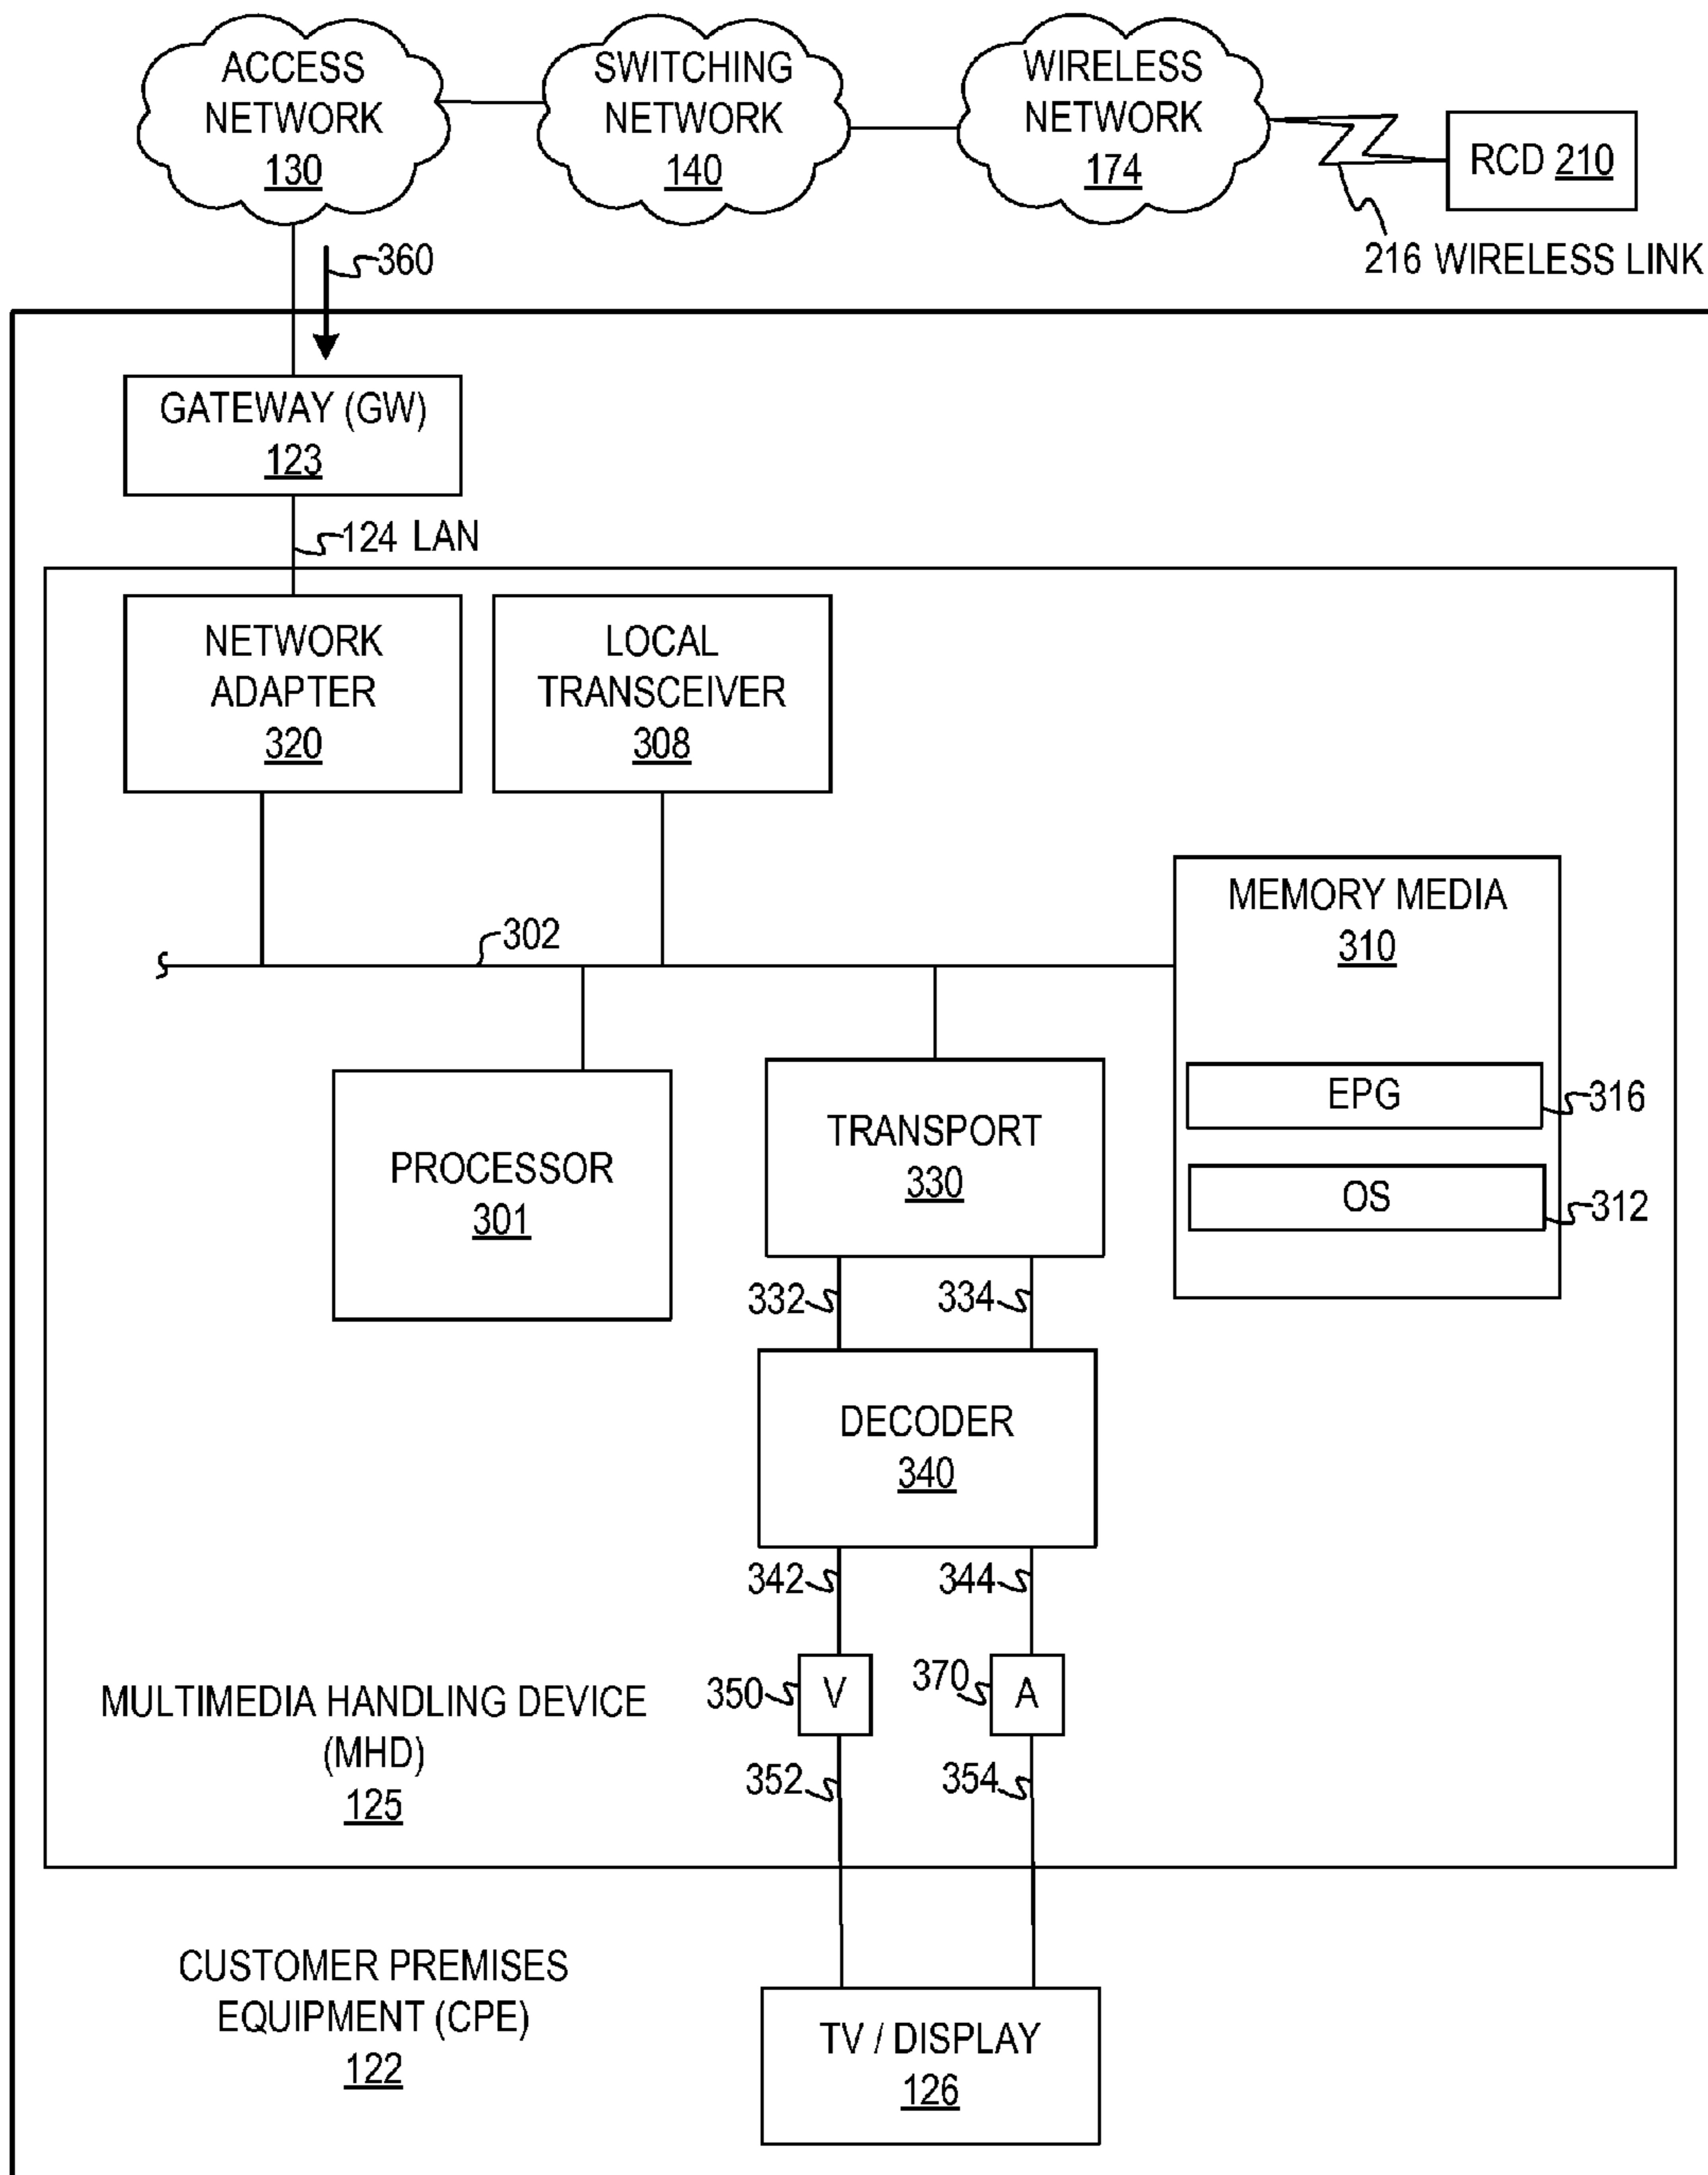 ACCESS
NETWORK
130
SWITCHING
NETWORK
140
WIRELESS
NETWORK
174
RCD 210
216 WIRELESS LINK
360
GATEWAY (GW)
123
124 LAN
NETWORK
ADAPTER
320
LOCAL
TRANSCEIVER
308
302
MEMORY MEDIA
310
EPG
316
OS
312
PROCESSOR
301
TRANSPORT
330
332
334
DECODER
340
342
344
350
V
370
A
352
354
MULTIMEDIA HANDLING DEVICE
(MHD)
125
CUSTOMER PREMISES
EQUIPMENT (CPE)
122
TV / DISPLAY
126